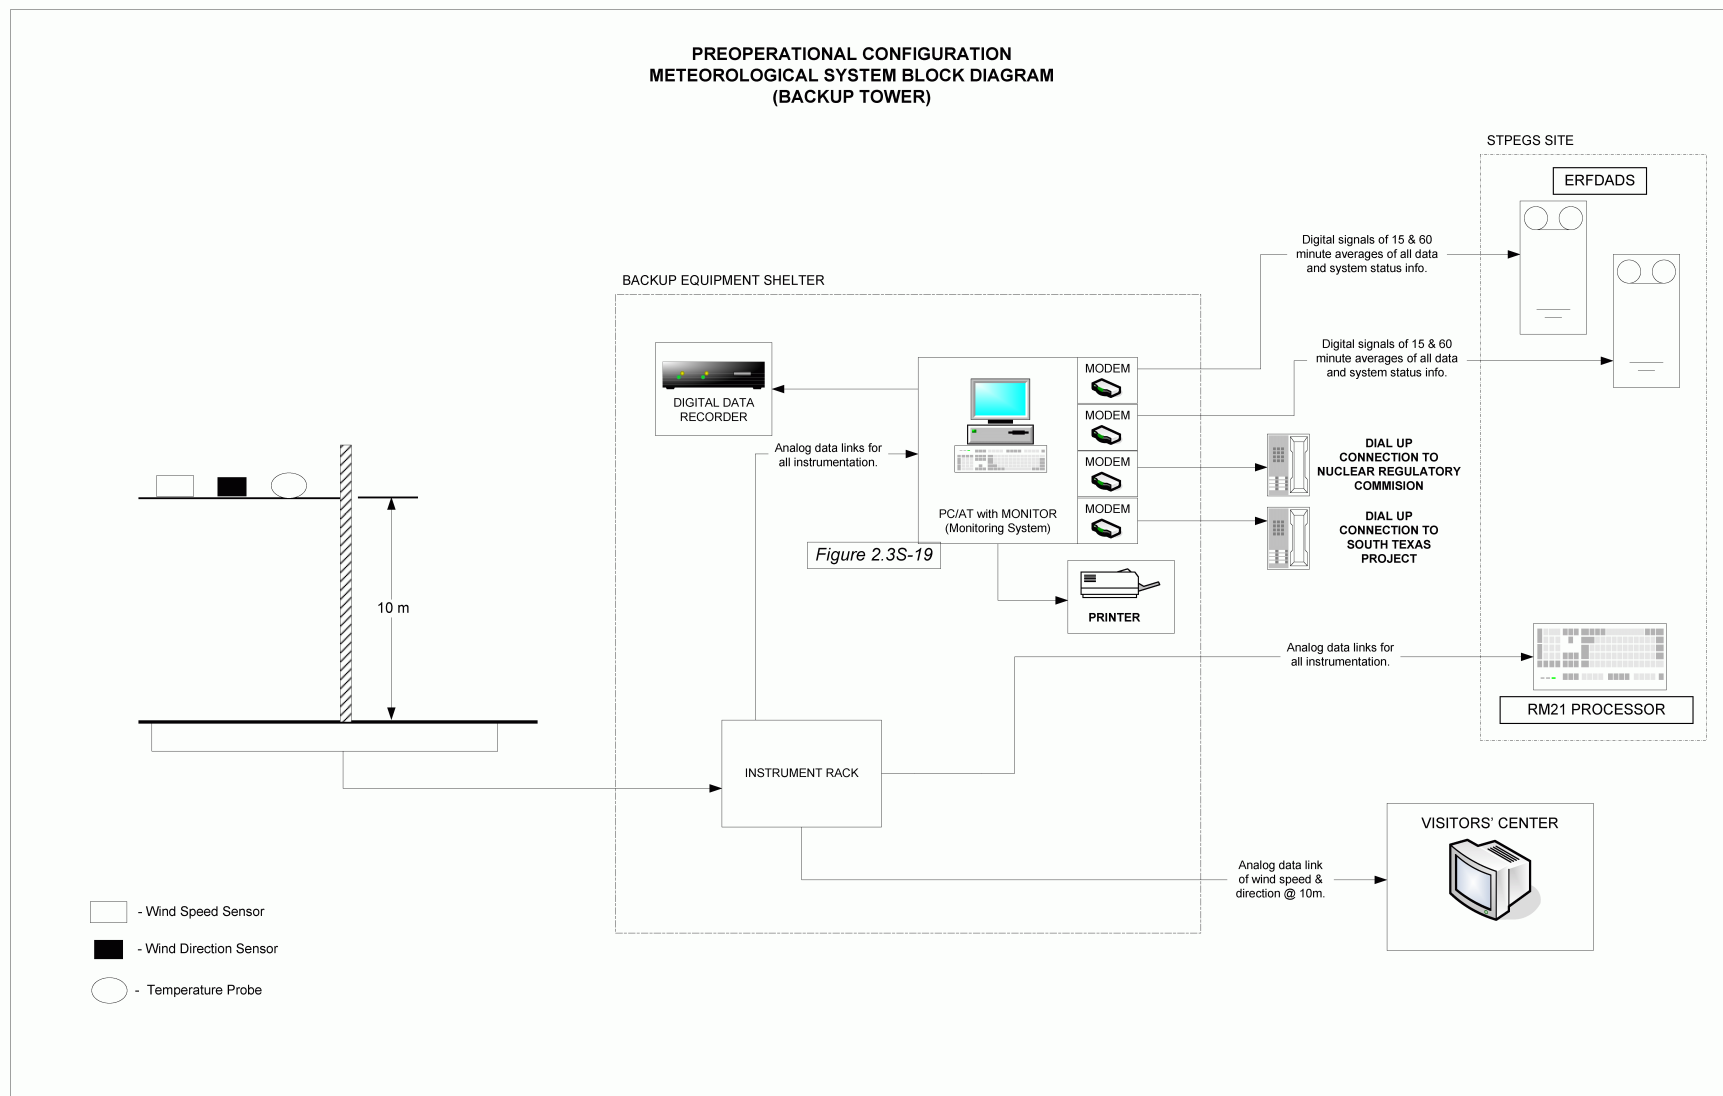 PREOPERATIONAL CONFIGURATION
METEOROLOGICAL SYSTEM BLOCK DIAGRAM
(BACKUP TOWER)
STPEGS SITE
ERFDADS
Digital signals of 15 & 60
minute averages of all data
and system status info.
BACKUP EQUIPMENT SHELTER
Digital signals of 15 & 60
minute averages of all data
and system status info.
MODEM
DIGITAL DATA
RECORDER
MODEM
Analog data links for
all instrumentation.
MODEM
DIAL UP
CONNECTION TO
NUCLEAR REGULATORY
COMMISION
PC/AT with MONITOR
(Monitoring System)
MODEM
DIAL UP
CONNECTION TO
SOUTH TEXAS
PROJECT
Figure 2.3S-19
10 m
PRINTER
Analog data links for
all instrumentation.
RM21 PROCESSOR
INSTRUMENT RACK
VISITORS' CENTER
Analog data link
of wind speed &
direction @ 10m.
- Wind Speed Sensor
- Wind Direction Sensor
- Temperature Probe